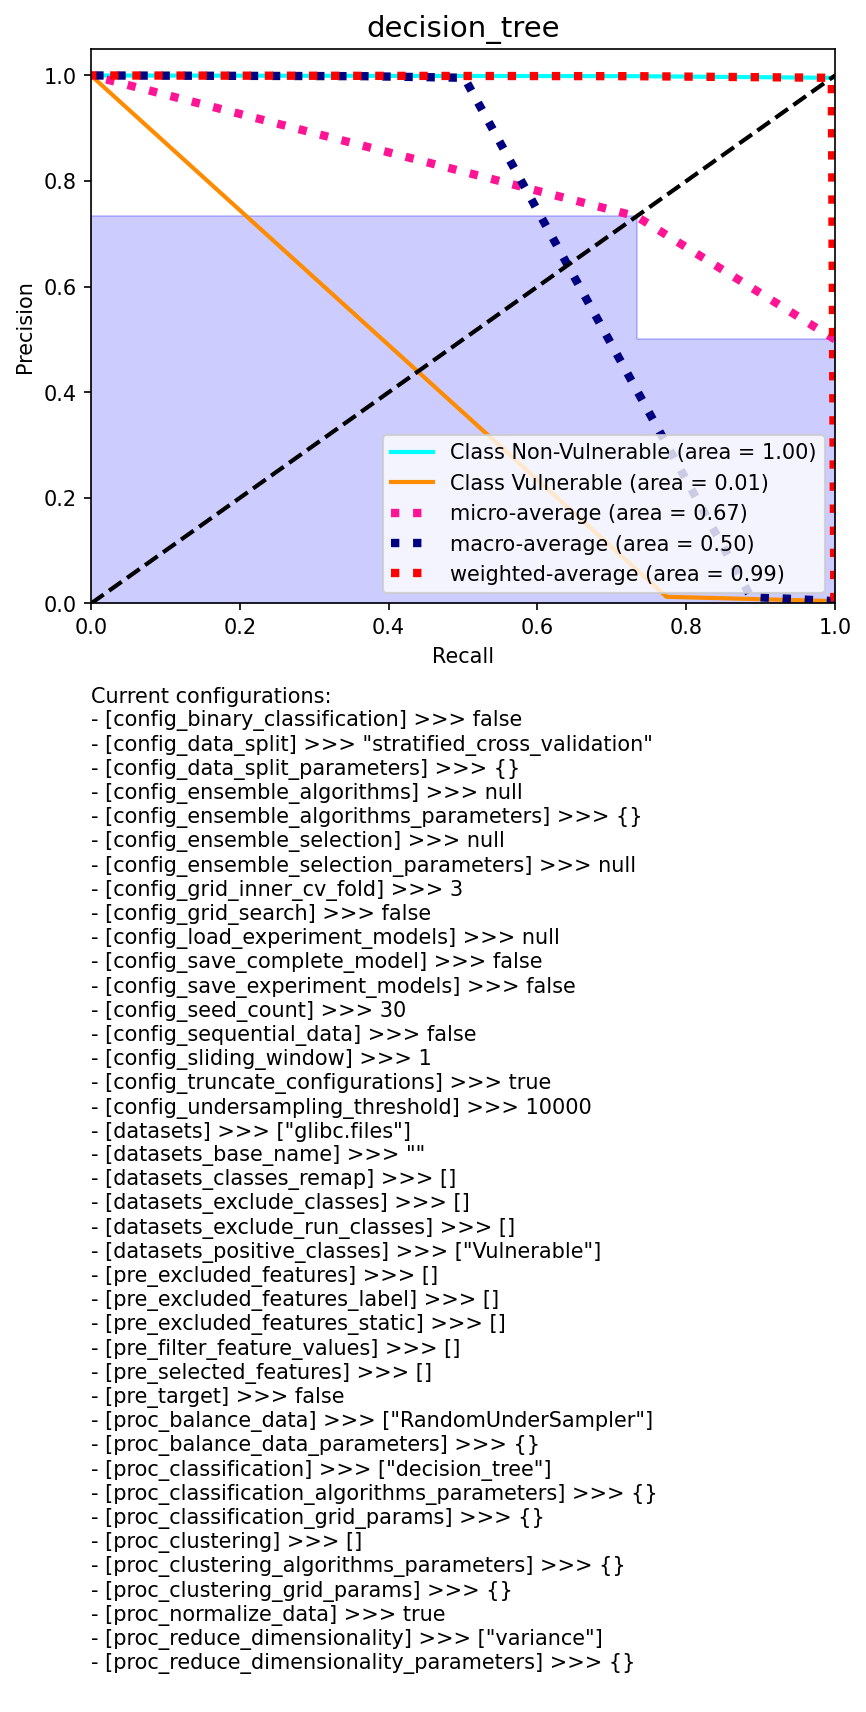 decision_tree
1.0
0.8
0.6
0.4
0.2
0.0
Precision
Class Non-Vulnerable (area = 1.00)
Class Vulnerable (area = 0.01)
micro-average (area = 0.67)
macro-average (area = 0.50)
weighted-average (area = 0.99)
0.0 0.2 0.4 0.6 0.8 1.0
Recall
Current configurations:
- [config_binary_classification] >>> false
- [config_data_split] >>> "stratified_cross_validation"
- [config_data_split_parameters] >>> {}
- [config_ensemble_algorithms] >>> null
- [config_ensemble_algorithms_parameters] >>> {}
- [config_ensemble_selection] >>> null
- [config_ensemble_selection_parameters] >>> null
- [config_grid_inner_cv_fold] >>> 3
- [config_grid_search] >>> false
- [config_load_experiment_models] >>> null
- [config_save_complete_model] >>> false
- [config_save_experiment_models] >>> false
- [config_seed_count] >>> 30
- [config_sequential_data] >>> false
- [config_sliding_window] >>> 1
- [config_truncate_configurations] >>> true
- [config_undersampling_threshold] >>> 10000
- [datasets] >>> ["glibc.files"]
- [datasets_base_name] >>> ""
- [datasets_classes_remap] >>> []
- [datasets_exclude_classes] >>> []
- [datasets_exclude_run_classes] >>> []
- [datasets_positive_classes] >>> ["Vulnerable"]
- [pre_excluded_features] >>> []
- [pre_excluded_features_label] >>> []
- [pre_excluded_features_static] >>> []
- [pre_filter_feature_values] >>> []
- [pre_selected_features] >>> []
- [pre_target] >>> false
- [proc_balance_data] >>> ["RandomUnderSampler"]
- [proc_balance_data_parameters] >>> {}
- [proc_classification] >>> ["decision_tree"]
- [proc_classification_algorithms_parameters] >>> {}
- [proc_classification_grid_params] >>> {}
- [proc_clustering] >>> []
- [proc_clustering_algorithms_parameters] >>> {}
- [proc_clustering_grid_params] >>> {}
- [proc_normalize_data] >>> true
- [proc_reduce_dimensionality] >>> ["variance"]
- [proc_reduce_dimensionality_parameters] >>> {}